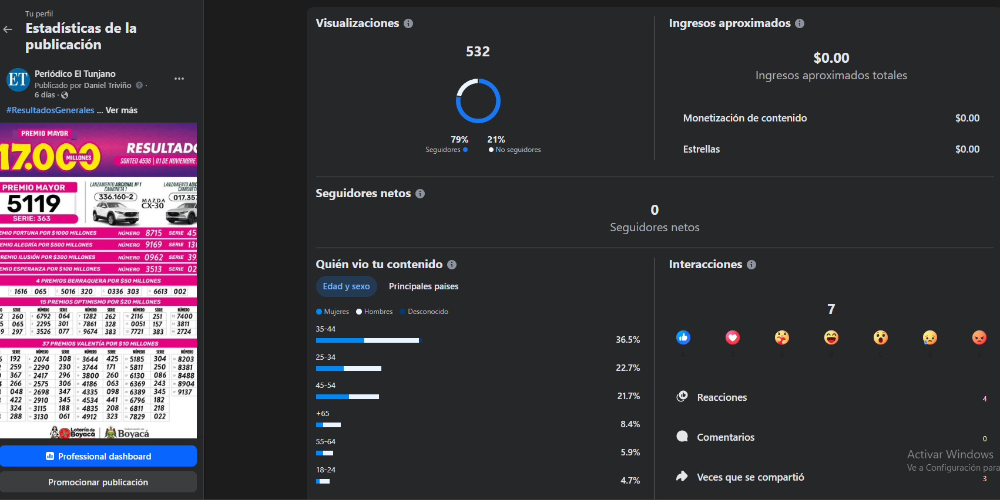 Tu perfil
Estadísticas de la
publicación
ET
Periódico El Tunjano
Publicado por Daniel Triviño
6 días ·
#ResultadosGenerales ... Ver más
PREMIO MAYOR
17.000
MILLONES
RESULTADO
SORTEO 4596 | 01 DE NOVIEMBRE
PREMIO MAYOR
5119
SERIE: 363
LANZAMIENTO ADICIONAL Nº1
CAMIONETA 1
336.160-2
MAZDA
CX-30
LANZAMIENTO ADIC
CAMIONETA
017.357
EMIO FORTUNA POR $1000 MILLONES NÚMERO 8715 SERIE 45
EMIO ALEGRÍA POR $500 MILLONES NÚMERO 9169 SERIE 130
REMIO ILUSIÓN POR $300 MILLONES NÚMERO 0962 SERIE 39
EMIO ESPERANZA POR $100 MILLONES NÚMERO 3513 SERIE 02
4 PREMIOS BERRAQUERA POR $50 MILLONES
1616 065 5016 320 0336 303 6613 002
15 PREMIOS OPTIMISMO POR $20 MILLONES
SERIE NÚMERO SERIE NÚMERO SERIE NÚMERO SERIE NÚMERO
2 260 6792 064 1282 262 2116 251 7400
5 065 2295 301 7861 328 0051 157 3811
9 297 3526 077 9674 383 7721 383 2724
37 PREMIOS VALENTÍA POR $10 MILLONES
SERIE NÚMERO SERIE NÚMERO SERIE NÚMERO SERIE NÚMERO
192 2074 308 3644 425 5185 304 8203
259 2290 230 3744 171 5811 250 8381
367 2417 296 3800 260 6130 086 8488
266 2575 306 4186 063 6369 243 8904
048 2698 347 4335 098 6389 345 9137
422 2910 345 4534 441 6796 182
324 3115 188 4835 208 6811 218
288 3130 061 4912 323 7829 022
Lotería de
Boyacá
Boyacá
Professional dashboard
Promocionar publicación
Visualizaciones
532
79% 21%
Seguidores No seguidores
Ingresos aproximados
$0.00
Ingresos aproximados totales
Monetización de contenido $0.00
Estrellas $0.00
Seguidores netos
0
Seguidores netos
Quién vio tu contenido
Edad y sexo Principales países
Mujeres Hombres Desconocido
35-44
36.5%
25-34
22.7%
45-54
21.7%
+65
8.4%
55-64
5.9%
18-24
4.7%
Interacciones
7
4 0 0 0 0 0 0
Reacciones 4
Comentarios 0
Veces que se compartió 3
Activar Windows
Ve a Configuración para